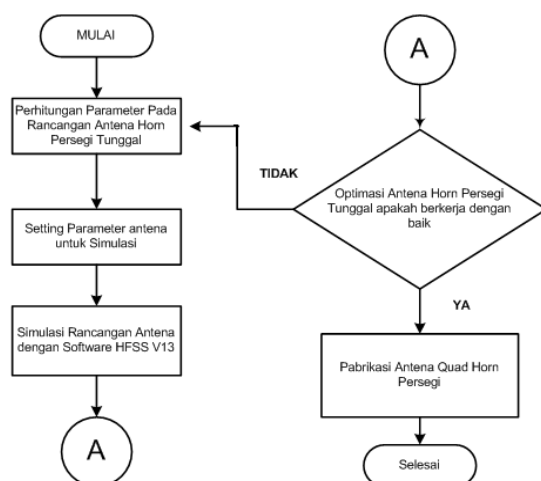 MULAI
Perhitungan Parameter Pada
Rancangan Antena Horn
Persegi Tunggal
Setting Parameter antena
untuk Simulasi
Simulasi Rancangan Antena
dengan Software HFSS V13
A
A
Optimasi Antena Horn Persegi
Tunggal apakah berkerja dengan
baik
TIDAK
YA
Pabrikasi Antena Quad Horn
Persegi
Selesai